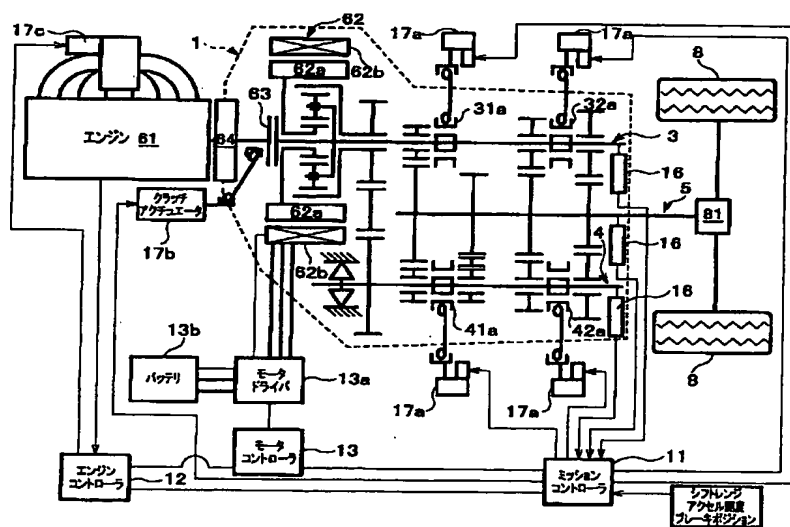 17c
1
62
17a
17a
8
62b
62a
31a
32a
63
3
エンジン 61
64
16
5
81
クラッチ
アクチュエータ
17b
62a
16
4
62b
16
41a
42a
13b
8
バッテリ
モータ
ドライバ
13a
17a
17a
モータ
コントローラ
13
11
エンジン
コントローラ
12
ミッション
コントローラ
シフトレンジ
アクセル開度
ブレーキポジション